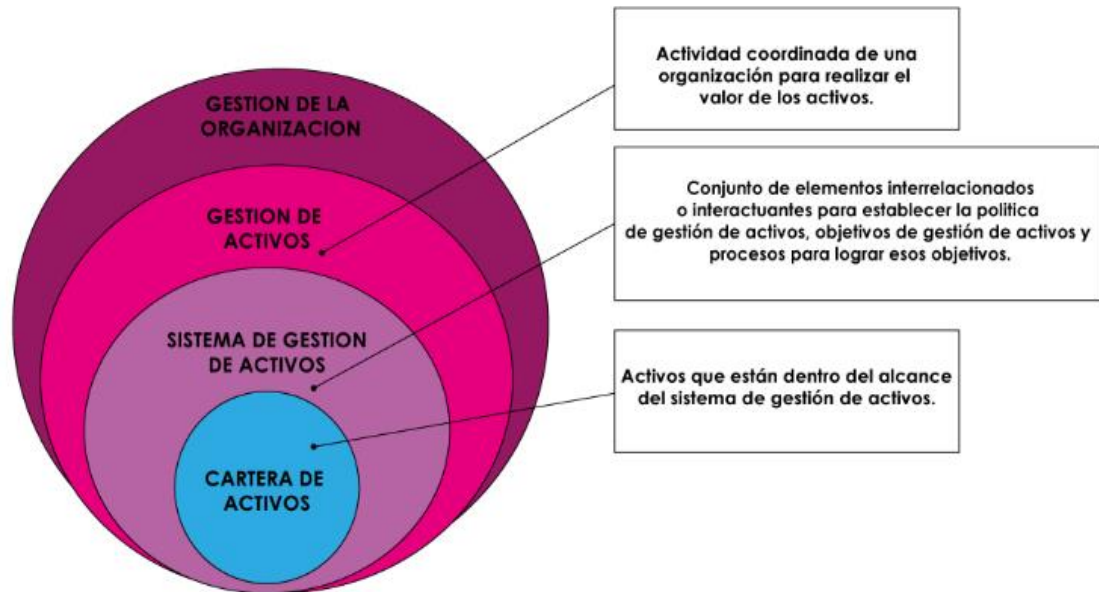 GESTION DE LA
ORGANIZACION
GESTION DE
ACTIVOS
SISTEMA DE GESTION
DE ACTIVOS
CARTERA DE
ACTIVOS
Actividad coordinada de una
organización para realizar el
valor de los activos.
Conjunto de elementos interrelacionados
o interactuantes para establecer la politica
de gestión de activos, objetivos de gestión de activos y
procesos para lograr esos objetivos.
Activos que están dentro del alcance
del sistema de gestión de activos.